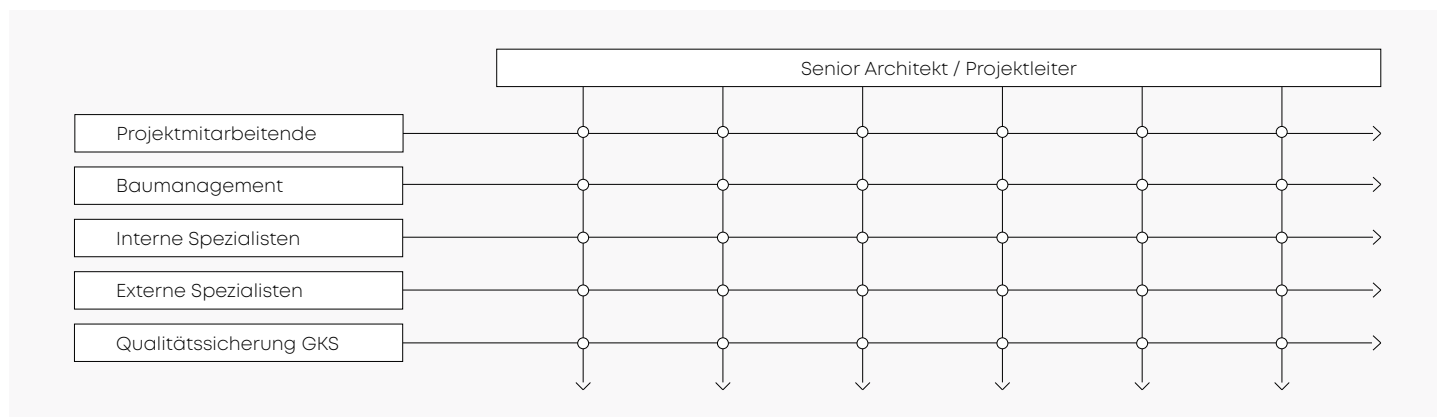 Senior Architekt / Projektleiter
Projektmitarbeitende
Baumanagement
Interne Spezialisten
Externe Spezialisten
Qualitätssicherung GKS